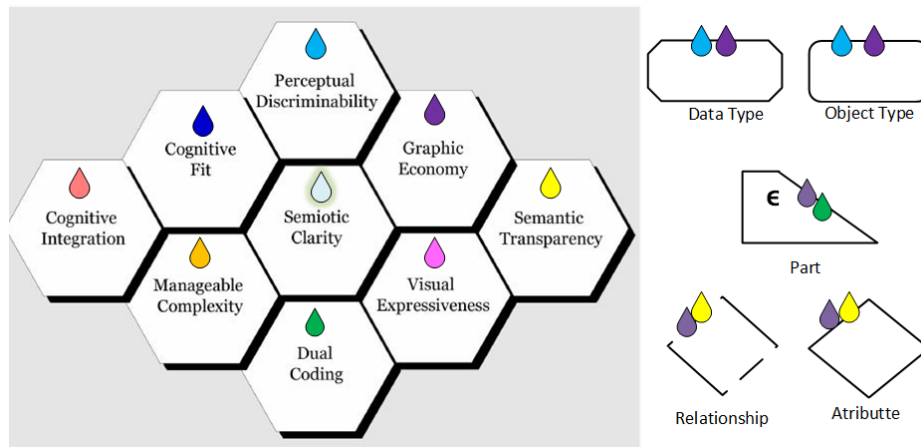 Perceptual
Discriminability
Cognitive
Fit
Graphic
Economy
Cognitive
Integration
Semiotic
Clarity
Semantic
Transparency
Manageable
Complexity
Visual
Expressiveness
Dual
Coding
Data Type
Object Type
ϵ
Part
Relationship
Atributte